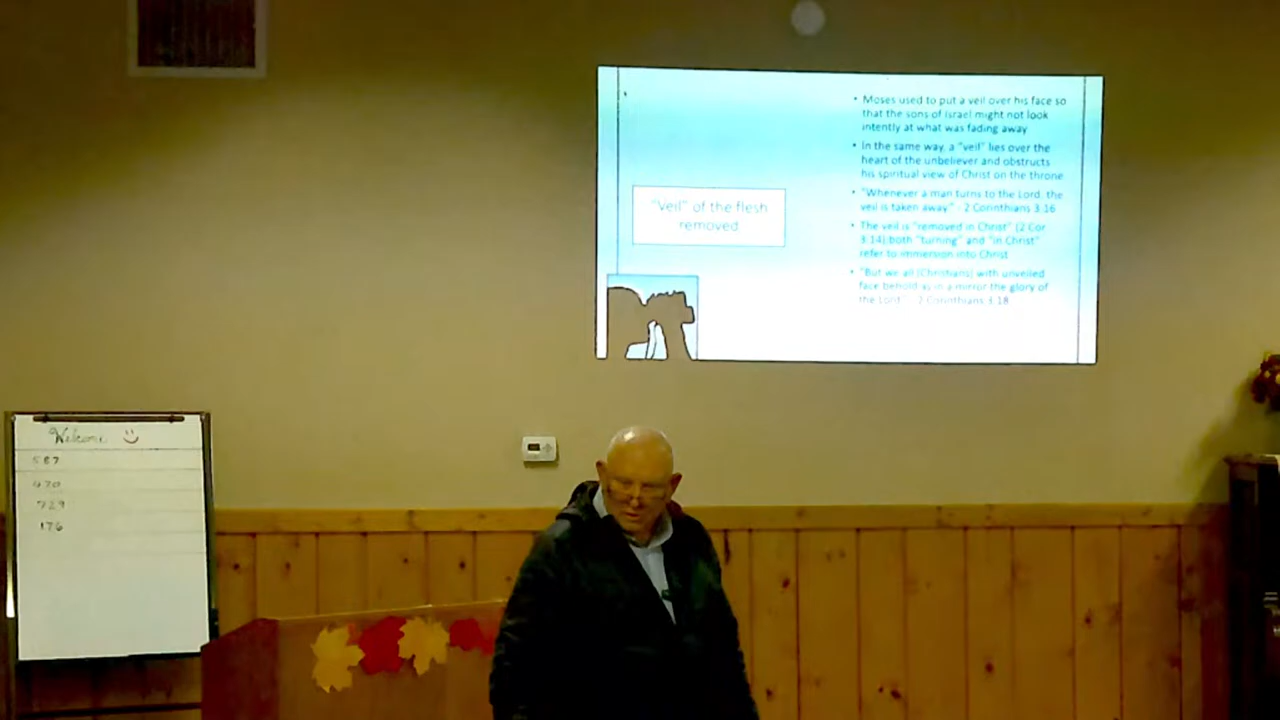 Welcome
587
470
729
176
"Veil" of the flesh
removed
• Moses used to put a veil over his face so
that the sons of Israel might not look
intently at what was fading away
• In the same way, a "veil" lies over the
heart of the unbeliever and obstructs
his spiritual view of Christ on the throne
• "Whenever a man turns to the Lord, the
veil is taken away." - 2 Corinthians 3:16
• The veil is "removed in Christ" (2 Cor
3:14) both "turning" and "in Christ"
refer to immersion into Christ
• "But we all (Christians) with unveiled
face behold as in a mirror the glory of
the Lord 2 Corinthians 3:18